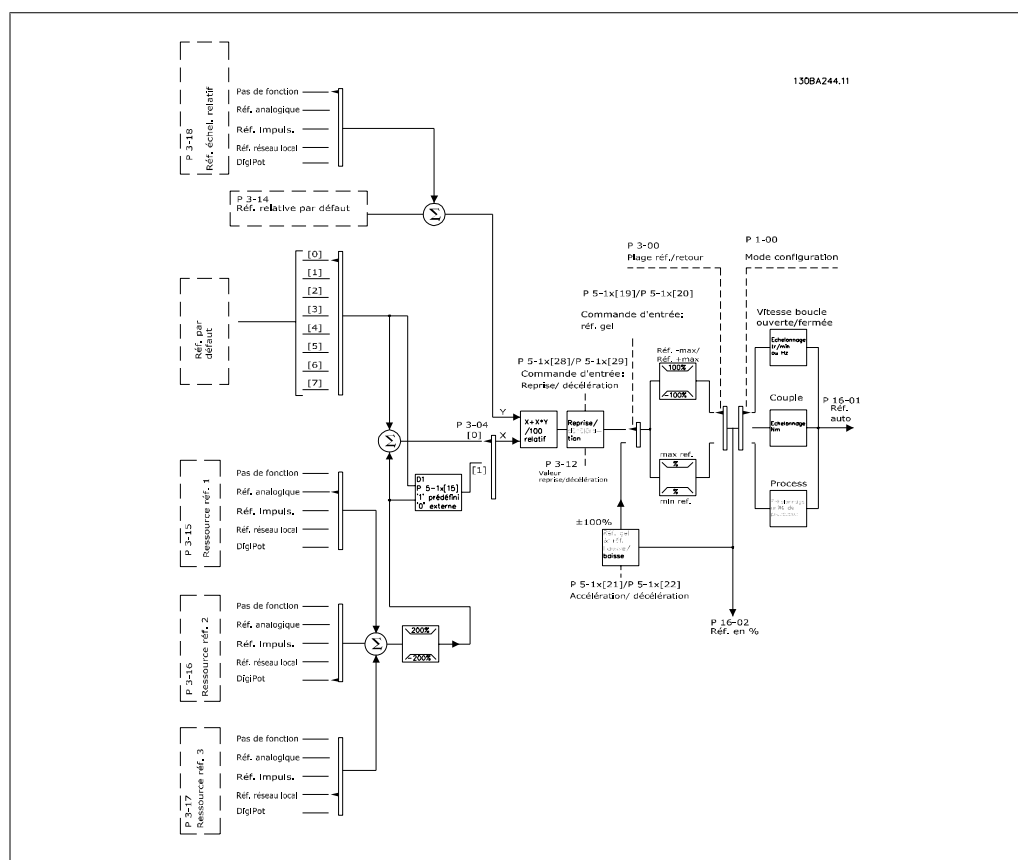 130BA244.11
P 3-18
Réf. échel. relatif
Pas de fonction
Réf. analogique
Réf. Impuls.
Réf. réseau local
DigiPot
P 3-14
Réf. relative par défaut
Σ
Réf. par
défaut
[0]
[1]
[2]
[3]
[4]
[5]
[6]
[7]
Σ
P 3-04
[0]
[1]
D1
P 5-1x[15]
'1' prédéfini
'0' externe
Y
X
X+X*Y
/100
relatif
P 5-1x[28]/P 5-1x[29]
Commande d'entrée:
Reprise/ décélération
Reprise/
P 3-12
Valeur
reprise/décélération
P 5-1x[19]/P 5-1x[20]
Commande d'entrée:
réf. gel
P 3-00
Plage réf./retour
P 1-00
Mode configuration
Réf. -max/
Réf. +max
100%
-100%
max ref.
%
%
min ref.
±100%
baisse
P 5-1x[21]/P 5-1x[22]
Accélération/ décélération
Vitesse boucle
ouverte/fermée
Echelonnage
tr/min
ou Hz
Couple
Echelonnage
Nm
Process
P 16-01
Réf.
auto
P 16-02
Réf. en %
P 3-15
Ressource réf. 1
Pas de fonction
Réf. analogique
Réf. Impuls.
Réf. réseau local
DigiPot
P 3-16
Ressource réf. 2
Pas de fonction
Réf. analogique
Réf. Impuls.
Réf. réseau local
DigiPot
Σ
200%
-200%
P 3-17
Ressource réf. 3
Pas de fonction
Réf. analogique
Réf. Impuls.
Réf. réseau local
DigiPot